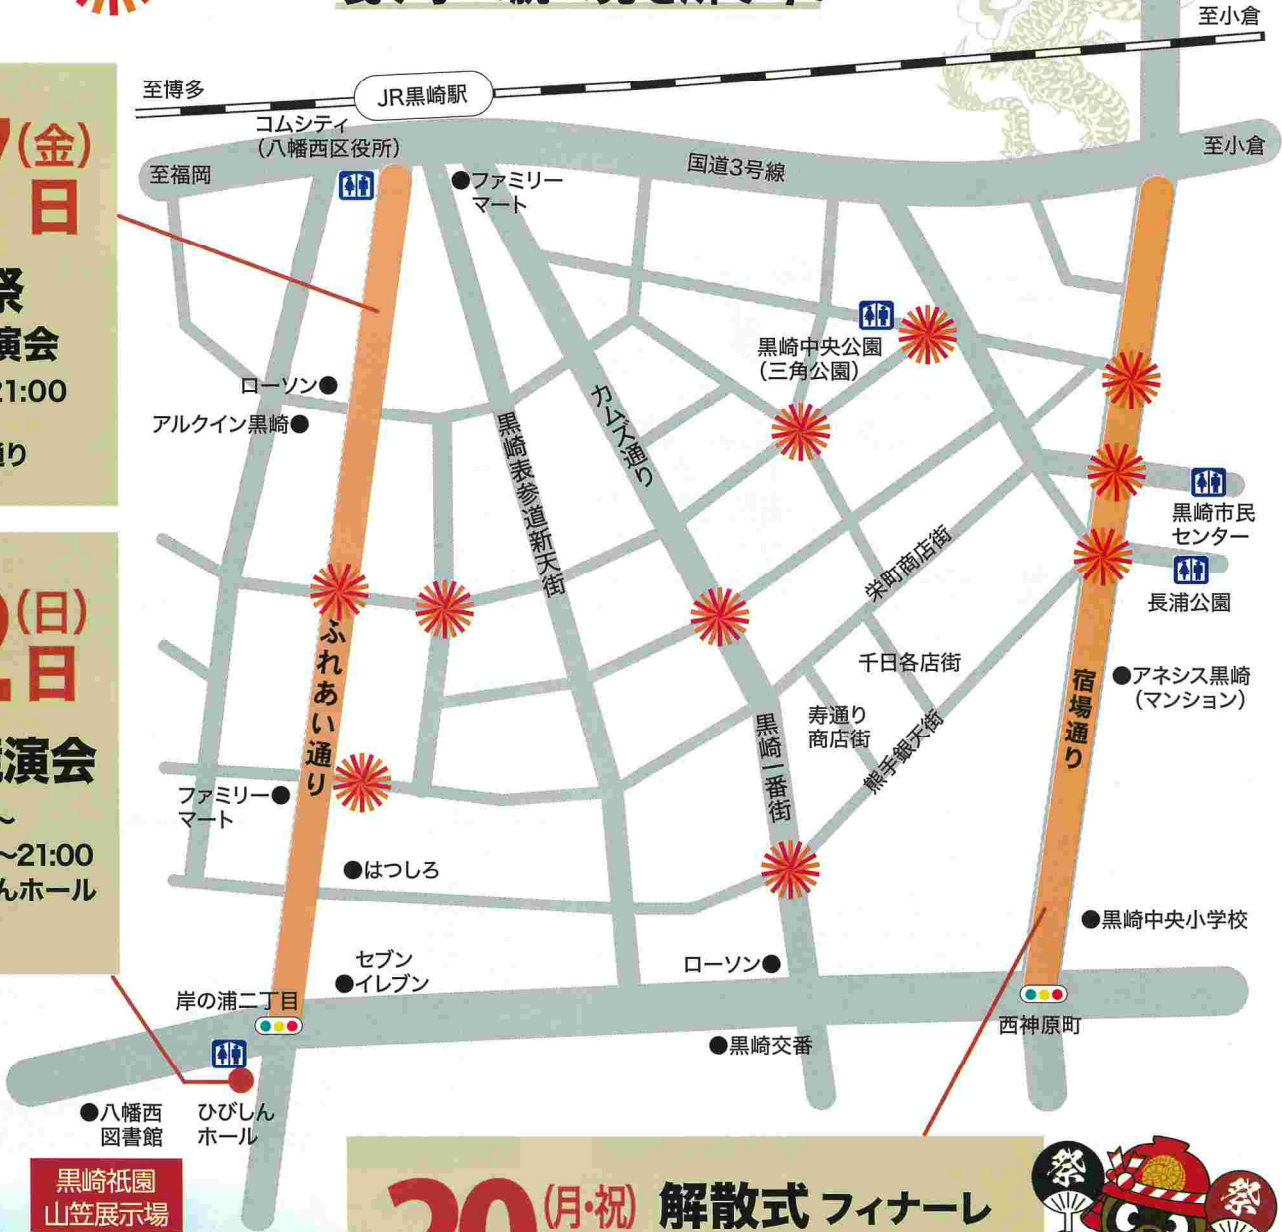 至小倉
至博多
JR黒崎駅
コムシティ
(八幡西区役所)
至福岡
国道3号線
至小倉
ファミリー
マート
(金)
日
祭
演会
21:00
通り
ローソン
アルクイン黒崎
黒崎表参道新天街
カムズ通り
黒崎中央公園
(三角公園)
黒崎市民
センター
長浦公園
栄町商店街
千日各店街
寿通り
商店街
熊手銀天街
黒崎一番街
アネシス黒崎
(マンション)
宿場通り
ふれあい通り
(日)
日
演会
~
~21:00
んホール
ファミリー
マート
はつしろ
セブン
イレブン
ローソン
黒崎中央小学校
岸の浦二丁目
西神原町
黒崎交番
八幡西
図書館
ひびしん
ホール
黒崎祇園
山笠展示場
20(月・祝) 解散式 フィナーレ
祭
祭